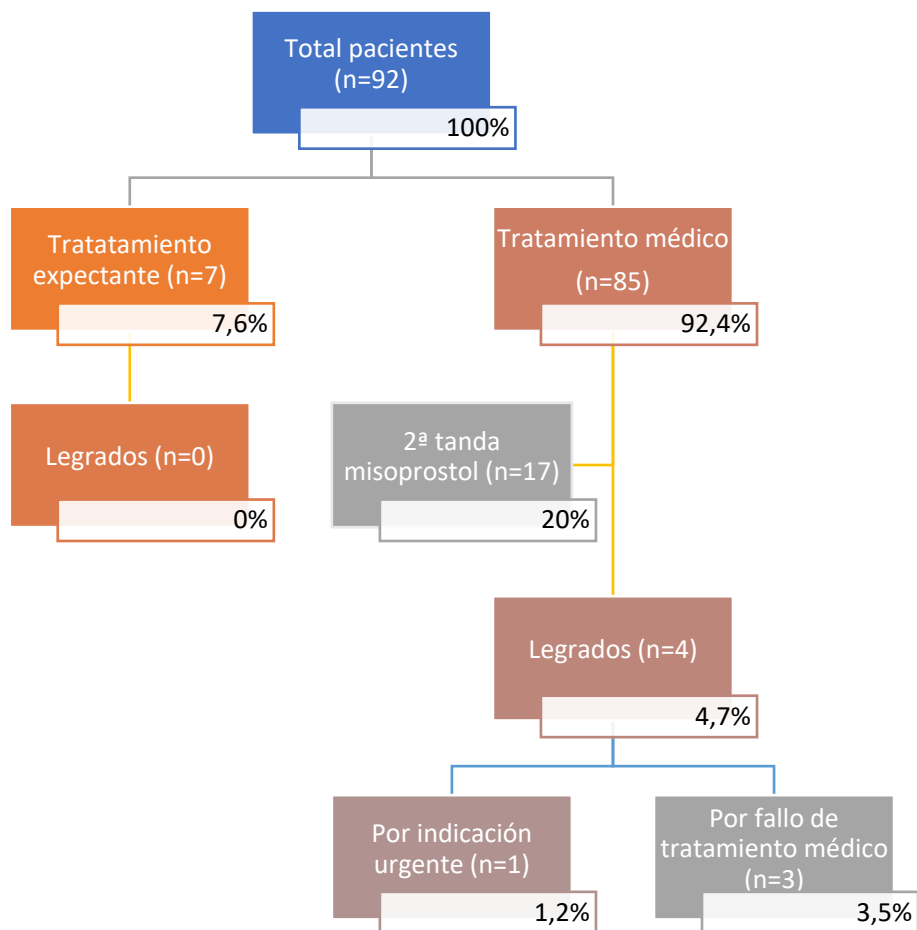 Total pacientes
(n=92)
100%
Tratatamiento
expectante (n=7)
7,6%
Tratamiento médico
(n=85)
92,4%
Legrados (n=0)
0%
2ª tanda
misoprostol (n=17)
20%
Legrados (n=4)
4,7%
Por indicación
urgente (n=1)
1,2%
Por fallo de
tratamiento médico
(n=3)
3,5%